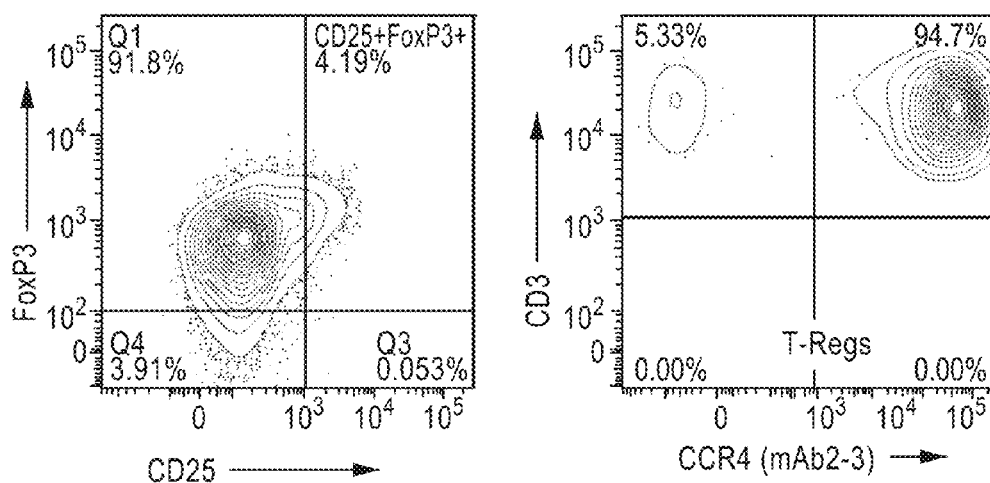 Q1
91.8%
CD25+FoxP3+
4.19%
10^5
10^4
10^3
10^2
0
FoxP3
Q4
3.91%
Q3
0.053%
0 10^3 10^4 10^5
CD25
5.33%
94.7%
10^5
10^4
10^3
10^2
0
CD3
T-Regs
0.00%
0.00%
0 10^3 10^4 10^5
CCR4 (mAb2-3)